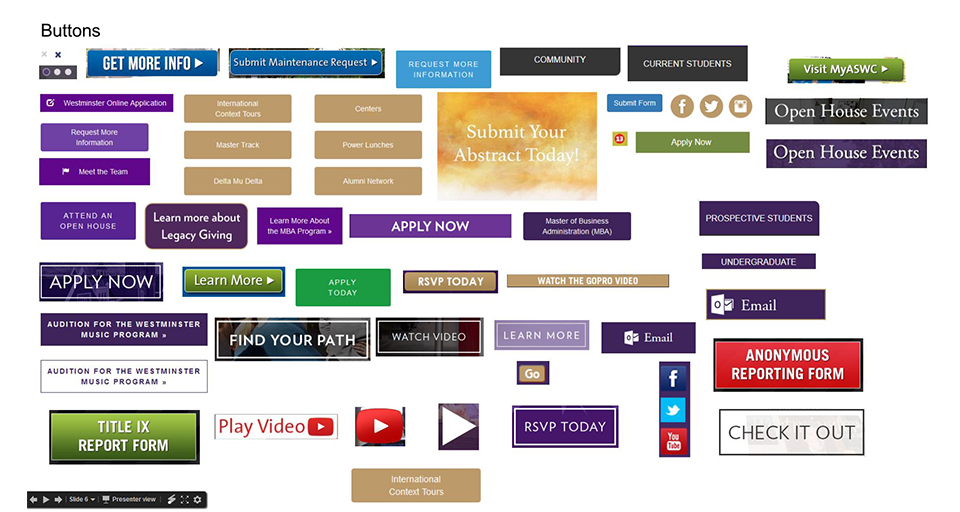 Buttons
GET MORE INFO
Submit Maintenance Request
REQUEST MORE
INFORMATION
COMMUNITY
CURRENT STUDENTS
Visit MyASWC
Westminster Online Application
International
Context Tours
Centers
Submit Your
Abstract Today!
Submit Form
Open House Events
Request More
Information
Master Track
Power Lunches
Apply Now
Open House Events
Meet the Team
Delta Mu Delta
Alumni Network
ATTEND AN
OPEN HOUSE
Learn more about
Legacy Giving
Learn More About
the MBA Program »
APPLY NOW
Master of Business
Administration (MBA)
PROSPECTIVE STUDENTS
UNDERGRADUATE
APPLY NOW
Learn More
APPLY
TODAY
RSVP TODAY
WATCH THE GOPRO VIDEO
Email
AUDITION FOR THE WESTMINSTER
MUSIC PROGRAM »
FIND YOUR PATH
WATCH VIDEO
LEARN MORE
Email
ANONYMOUS
REPORTING FORM
AUDITION FOR THE WESTMINSTER
MUSIC PROGRAM »
Go
TITLE IX
REPORT FORM
Play Video
RSVP TODAY
You
Tube
CHECK IT OUT
International
Context Tours
Slide 6
Presenter view